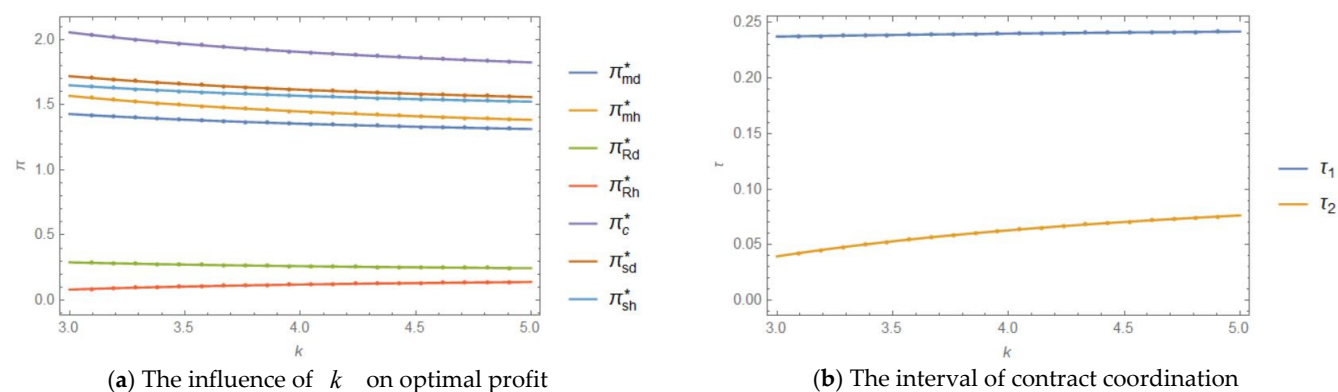 2.0
1.5
1.0
0.5
0.0
π
3.0 3.5 4.0 4.5 5.0
k
π*md
π*mh
π*Rd
π*Rh
π*c
π*sd
π*sh
(a) The influence of k on optimal profit
0.25
0.20
0.15
0.10
0.05
0.00
τ
3.0 3.5 4.0 4.5 5.0
k
τ1
τ2
(b) The interval of contract coordination